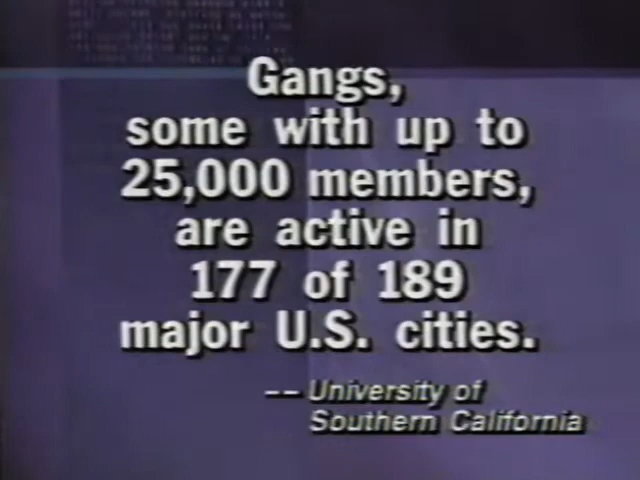 Gangs,
some with up to
25,000 members,
are active in
177 of 189
major U.S. cities.
-- University of
Southern California